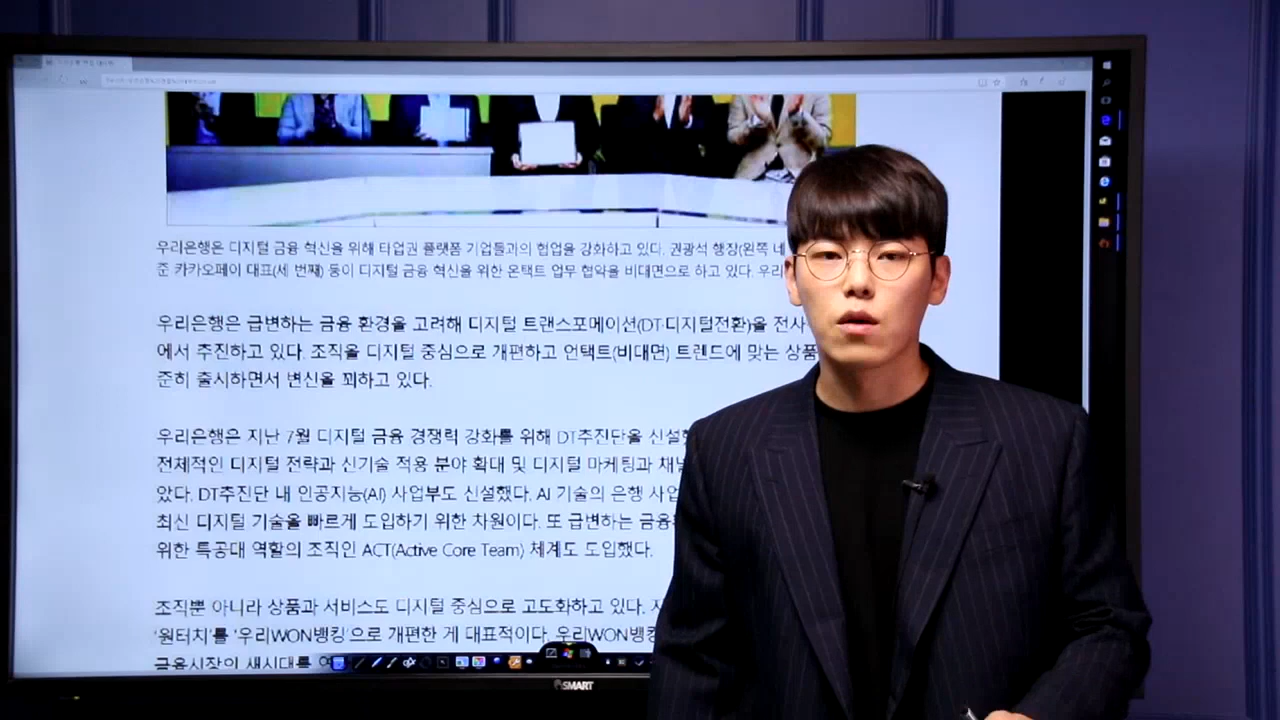 우리은행은 디지털 금융 혁신을 위해 타업권 플랫폼 기업들과의 협업을 강화하고 있다. 권광석 행장(왼쪽 네
준 카카오페이 대표(세 번째) 등이 디지털 금융 혁신을 위한 온택트 업무 협약을 비대면으로 하고 있다. 우리
우리은행은 급변하는 금융 환경을 고려해 디지털 트랜스포메이션(DT·디지털전환)을 전사
에서 추진하고 있다. 조직을 디지털 중심으로 개편하고 언택트(비대면) 트렌드에 맞는 상품
준히 출시하면서 변신을 꾀하고 있다.
우리은행은 지난 7월 디지털 금융 경쟁력 강화를 위해 DT추진단을 신설
전체적인 디지털 전략과 신기술 적용 분야 확대 및 디지털 마케팅과 채널
았다. DT추진단 내 인공지능(AI) 사업부도 신설했다. AI 기술의 은행 사업
최신 디지털 기술을 빠르게 도입하기 위한 차원이다. 또 급변하는 금융
위한 특공대 역할의 조직인 ACT(Active Core Team) 체계도 도입했다.
조직뿐 아니라 상품과 서비스도 디지털 중심으로 고도화하고 있다.
'원터치'를 '우리WON뱅킹'으로 개편한 게 대표적이다. 우리WON뱅킹
금융시장의 새시대를
SMART